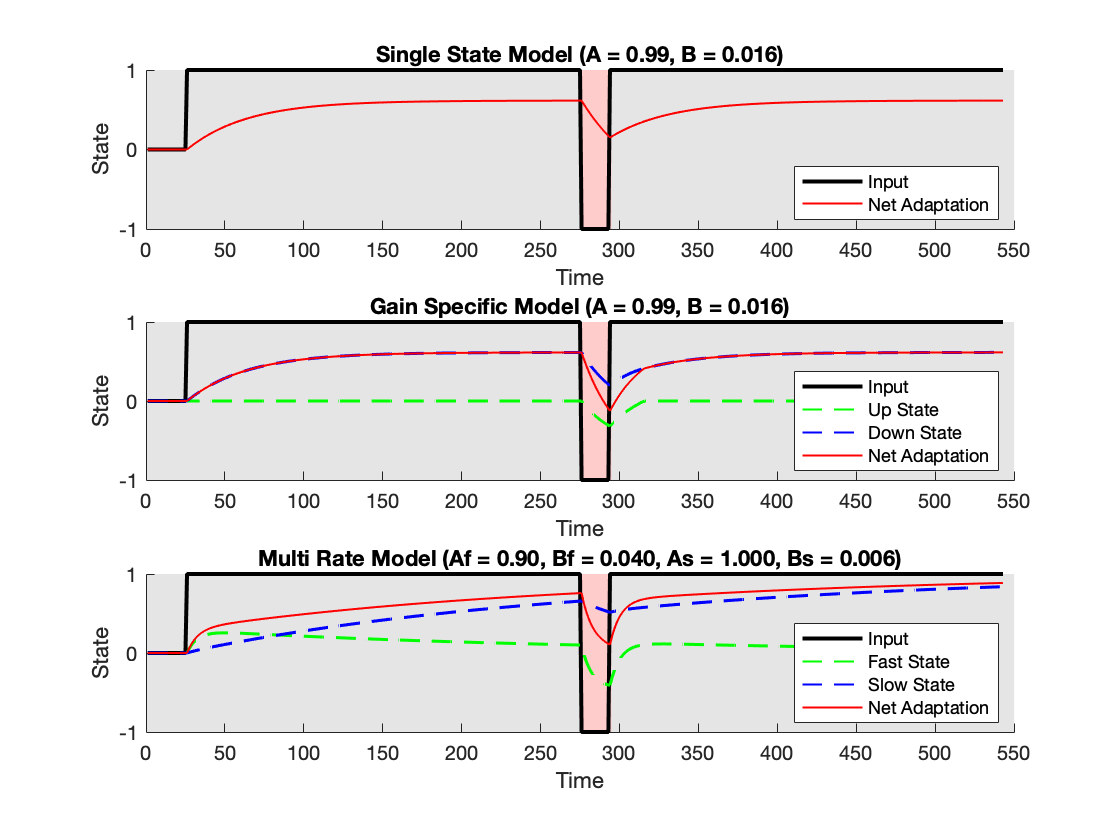 Single State Model (A = 0.99, B = 0.016)
1
0
-1
State
Input
Net Adaptation
0 50 100 150 200 250 300 350 400 450 500 550
Time
Gain Specific Model (A = 0.99, B = 0.016)
1
0
-1
State
Input
Up State
Down State
Net Adaptation
0 50 100 150 200 250 300 350 400 450 500 550
Time
Multi Rate Model (Af = 0.90, Bf = 0.040, As = 1.000, Bs = 0.006)
1
0
-1
State
Input
Fast State
Slow State
Net Adaptation
0 50 100 150 200 250 300 350 400 450 500 550
Time